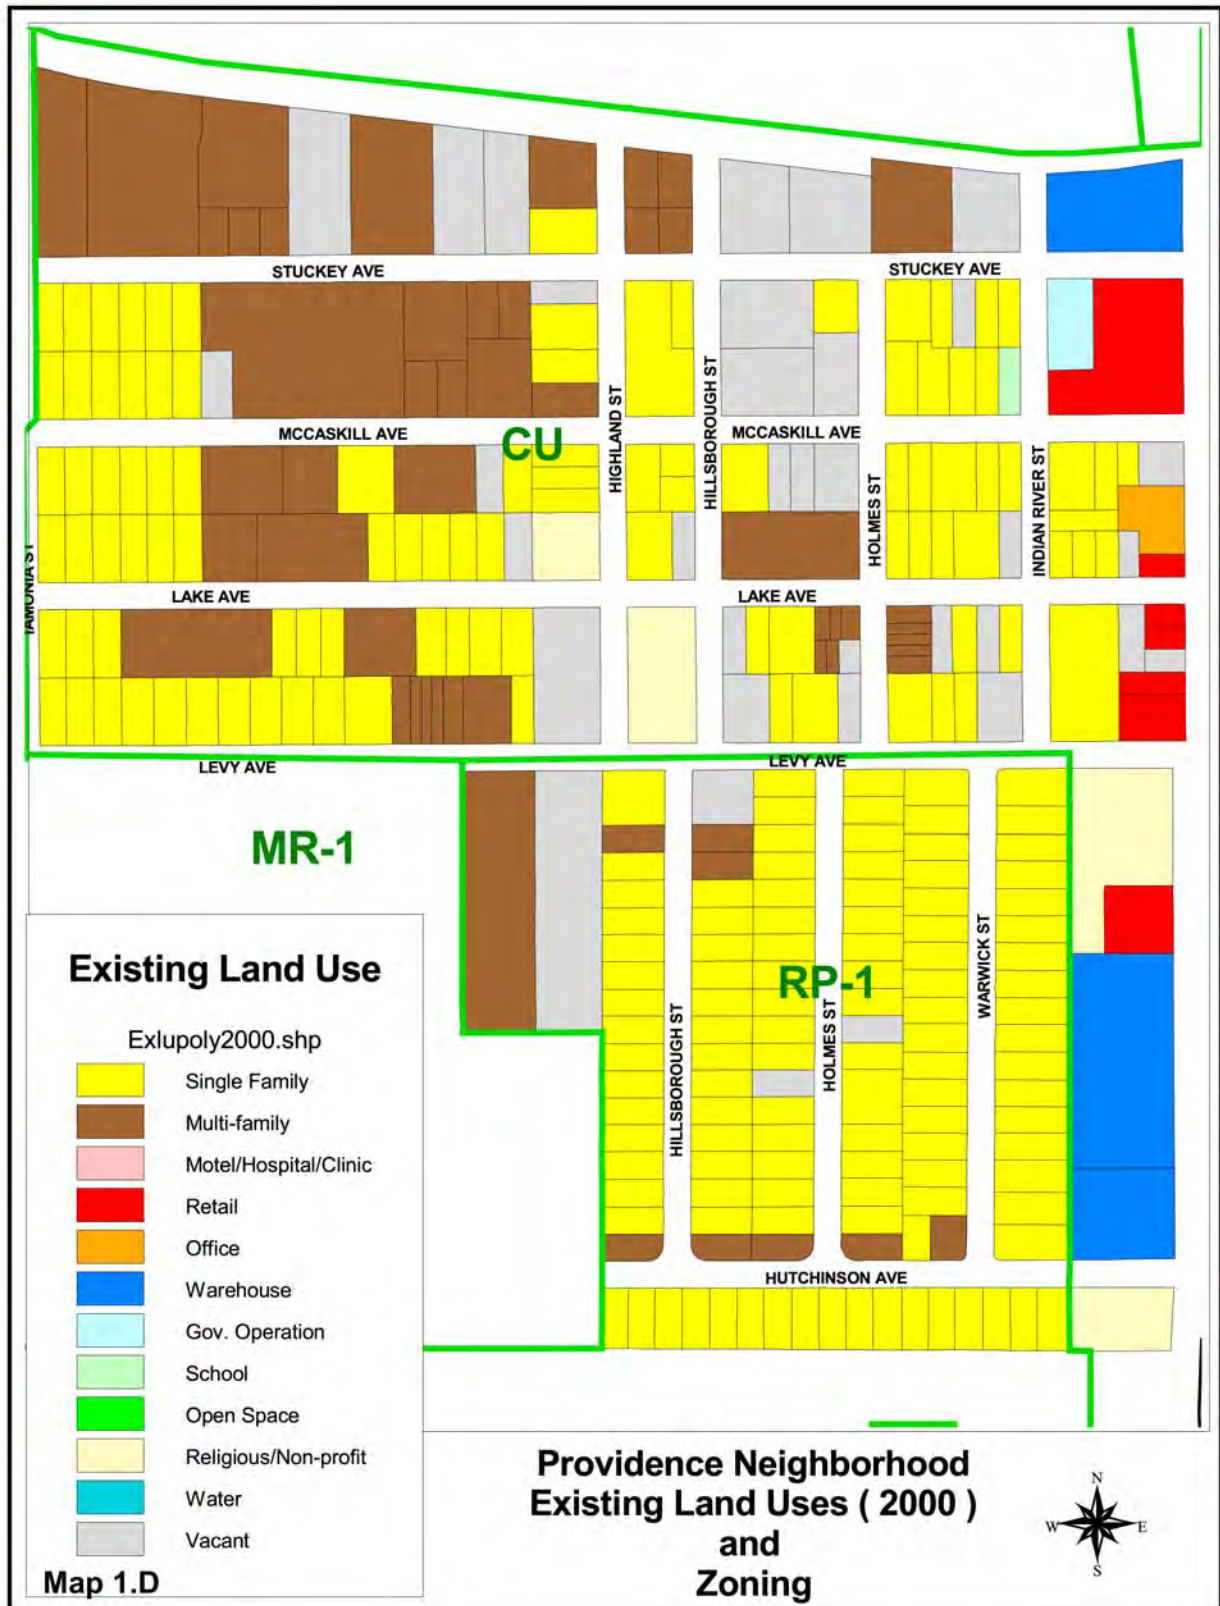 STUCKEY AVE
STUCKEY AVE
MCCASKILL AVE
CU
MCCASKILL AVE
HIGHLAND ST
HILLSBOROUGH ST
HOLMES ST
INDIAN RIVER ST
IAMONIA ST
LAKE AVE
LAKE AVE
LEVY AVE
LEVY AVE
MR-1
RP-1
HILLSBOROUGH ST
HOLMES ST
WARWICK ST
HUTCHINSON AVE
Existing Land Use
Exlupoly2000.shp
Single Family
Multi-family
Motel/Hospital/Clinic
Retail
Office
Warehouse
Gov. Operation
School
Open Space
Religious/Non-profit
Water
Vacant
Map 1.D
Providence Neighborhood
Existing Land Uses ( 2000 )
and
Zoning
N
W
E
S